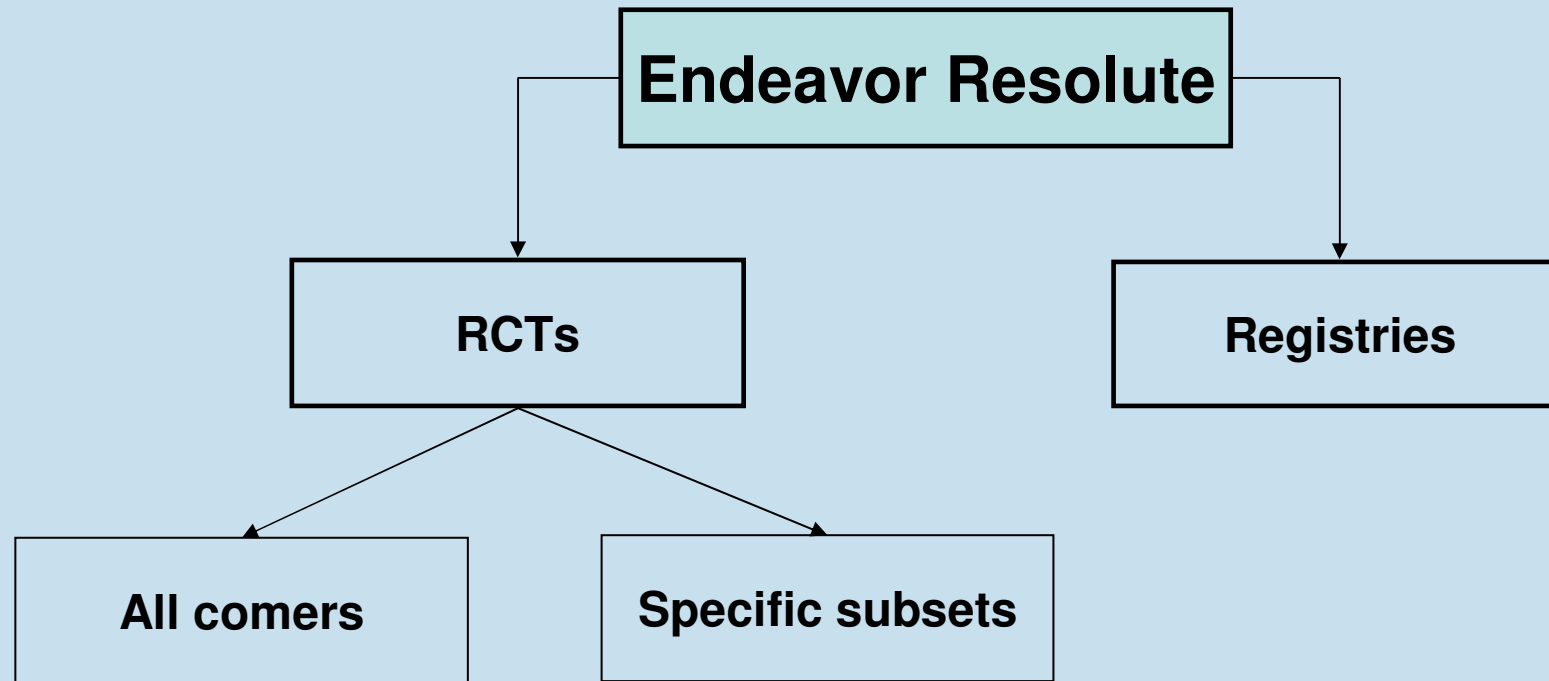 Endeavor Resolute
RCTs
Registries
All comers
Specific subsets